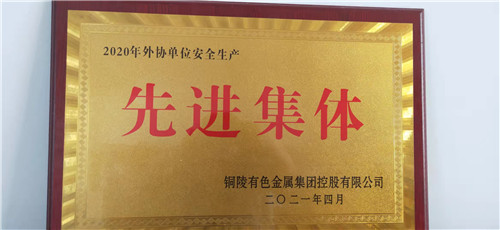 2020年外协单位安全生产
先进集体
铜陵有色金属集团控股有限公司
二〇二一年四月